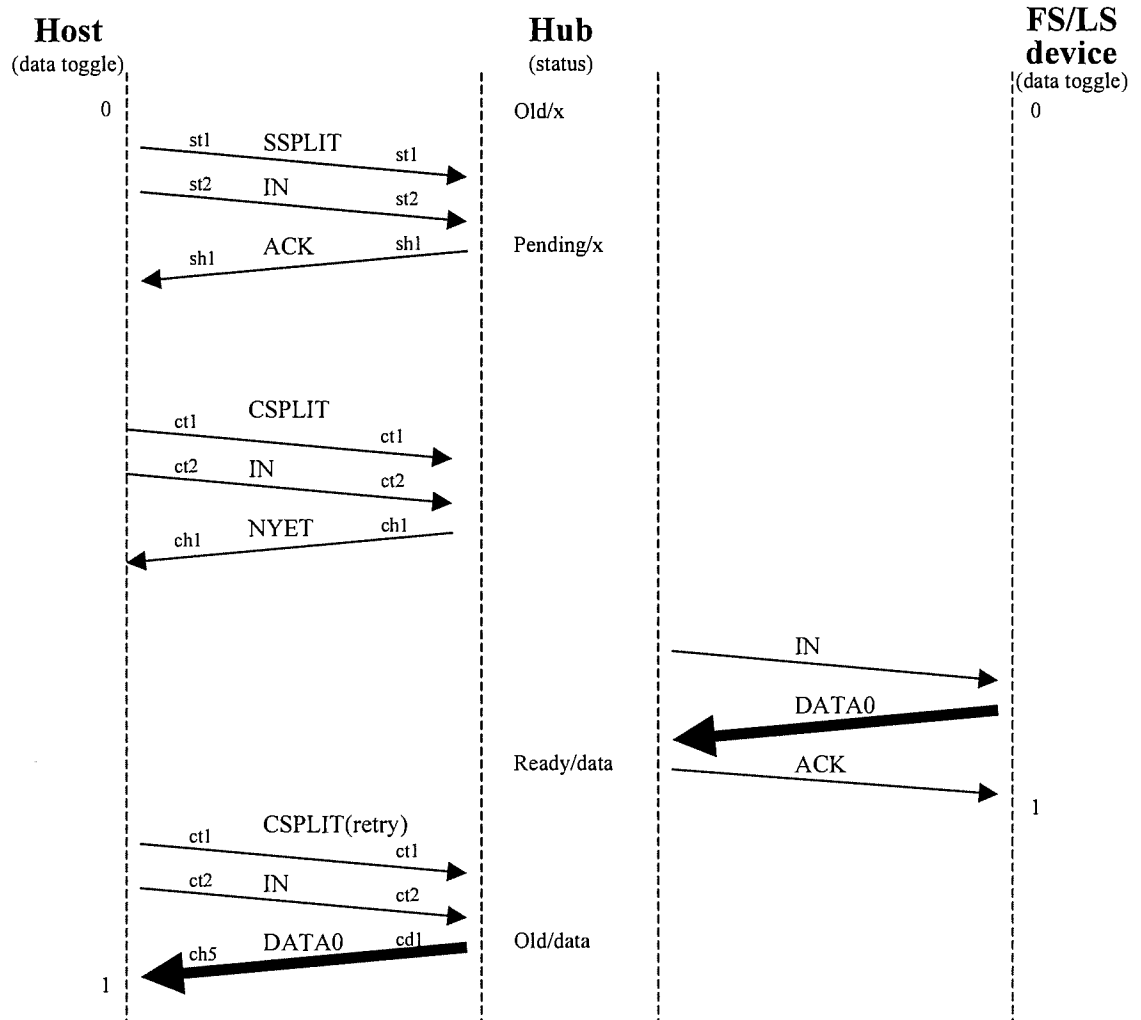 Host
(data toggle)
Hub
(status)
FS/LS
device
(data toggle)
0
Old/x
0
st1 SSPLIT st1
st2 IN st2
Pending/x
sh1 ACK sh1
CSPLIT
ct1 ct1
ct2 IN ct2
NYET
ch1 ch1
IN
DATA0
Ready/data
ACK
1
CSPLIT(retry)
ct1 ct1
ct2 IN ct2
Old/data
ch5 DATA0 cd1
1